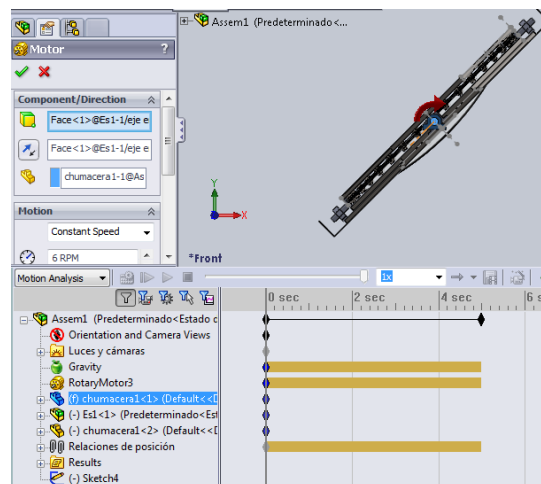 Assem1 (Predeterminado<...
Motor
?
Component/Direction
Face<1>@Es1-1/eje e
Face<1>@Es1-1/eje e
chumacera1-1@As
Motion
Constant Speed
6 RPM
Y
X
*Front
Motion Analysis
1x
0 sec 2 sec 4 sec 6 s
Assem1 (Predeterminado<Estado d
Orientation and Camera Views
Luces y cámaras
Gravity
RotaryMotor3
(f) chumacera1<1> (Default<<D
(-) Es1<1> (Predeterminado<Est
(-) chumacera1<2> (Default<<D
Relaciones de posición
Results
(-) Sketch4